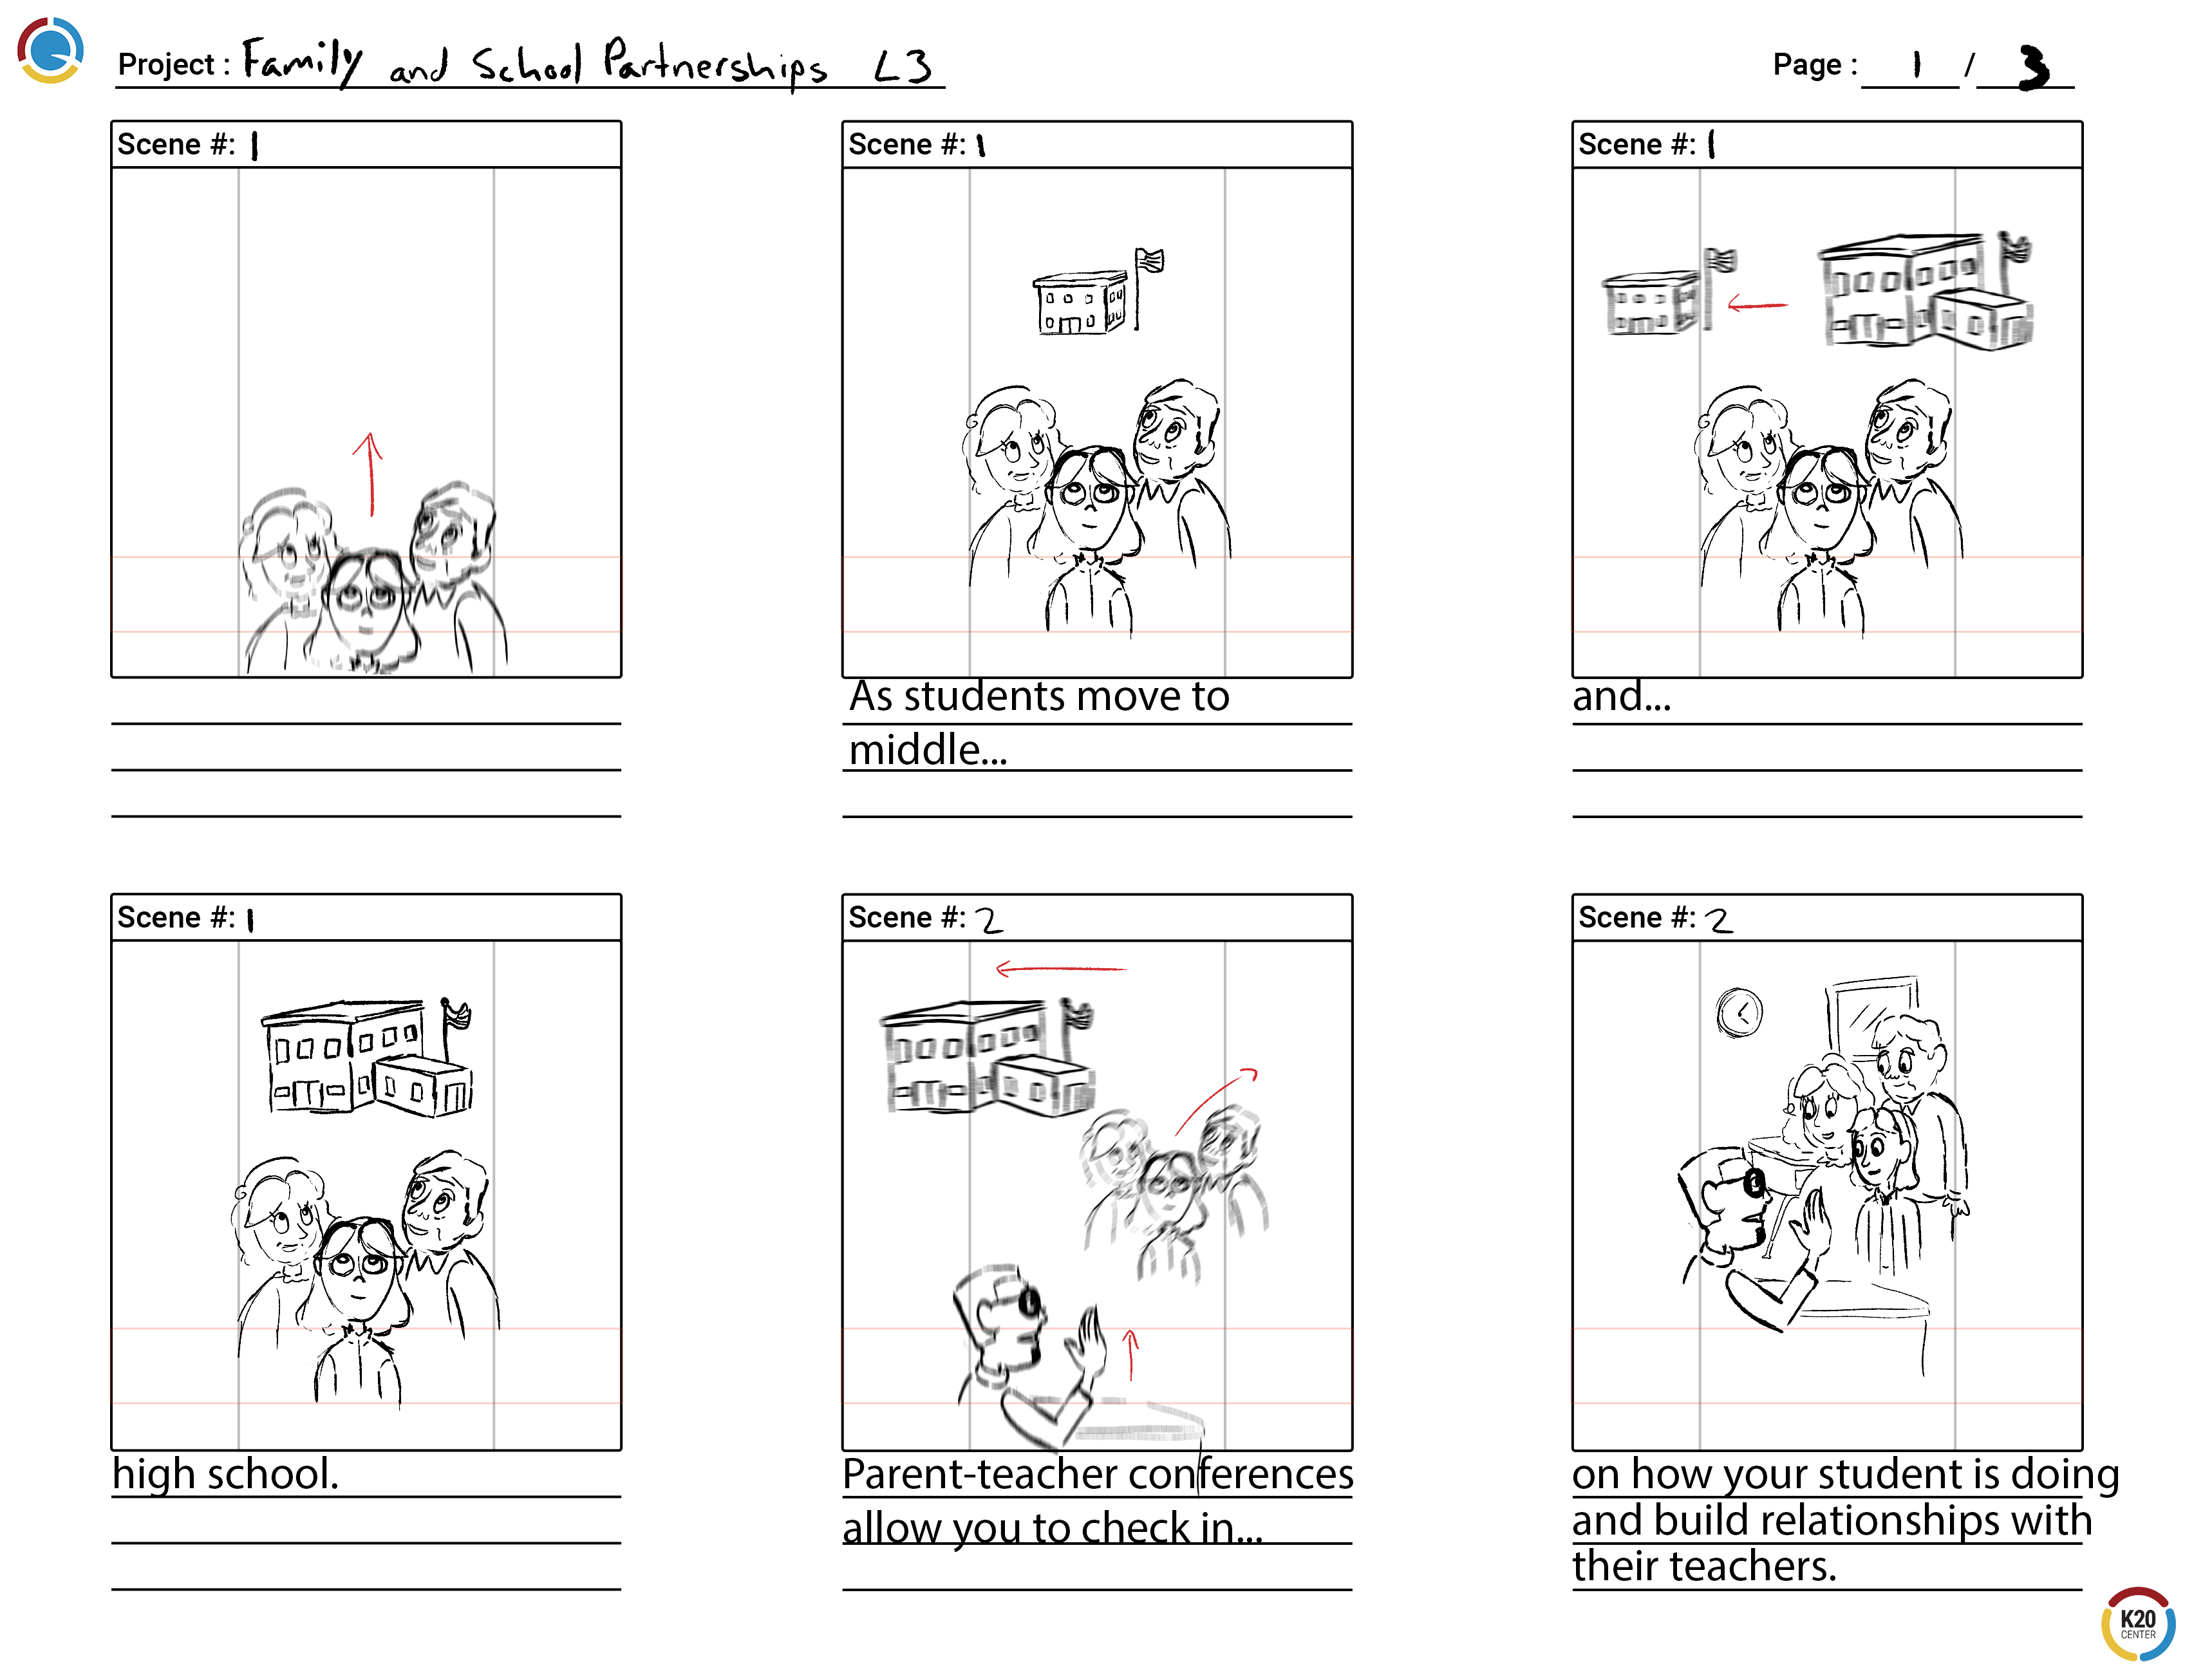 Project : Family and School Partnerships L3
Page : 1 / 3
Scene #: 1
Scene #: 1
Scene #: 1
As students move to
middle...
and...
Scene #: 1
Scene #: 2
Scene #: 2
high school.
Parent-teacher conferences
allow you to check in...
on how your student is doing
and build relationships with
their teachers.
K20
CENTER